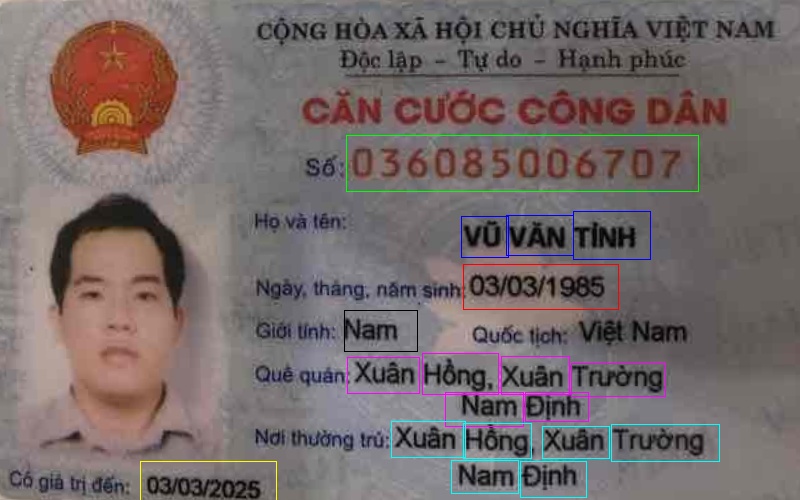 CỘNG HÒA XÃ HỘI CHỦ NGHĨA VIỆT NAM
Độc lập - Tự do - Hạnh phúc
CĂN CƯỚC CÔNG DÂN
Số: 036085006707
Họ và tên: VŨ VĂN TỈNH
Ngày, tháng, năm sinh: 03/03/1985
Giới tính: Nam Quốc tịch: Việt Nam
Quê quán: Xuân Hồng, Xuân Trường
Nam Định
Nơi thường trú: Xuân Hồng, Xuân Trường
Nam Định
Có giá trị đến: 03/03/2025